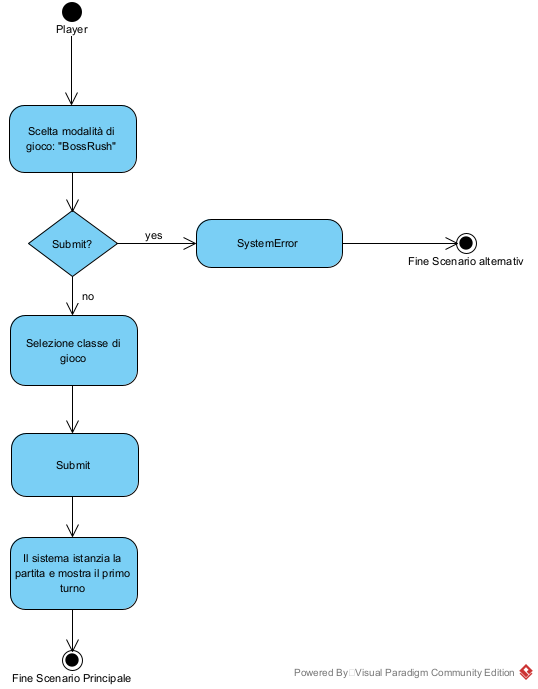 Player
Scelta modalità di
gioco: "BossRush"
Submit?
yes
SystemError
Fine Scenario alternativ
no
Selezione classe di
gioco
Submit
Il sistema istanzia la
partita e mostra il primo
turno
Fine Scenario Principale
Powered By Visual Paradigm Community Edition